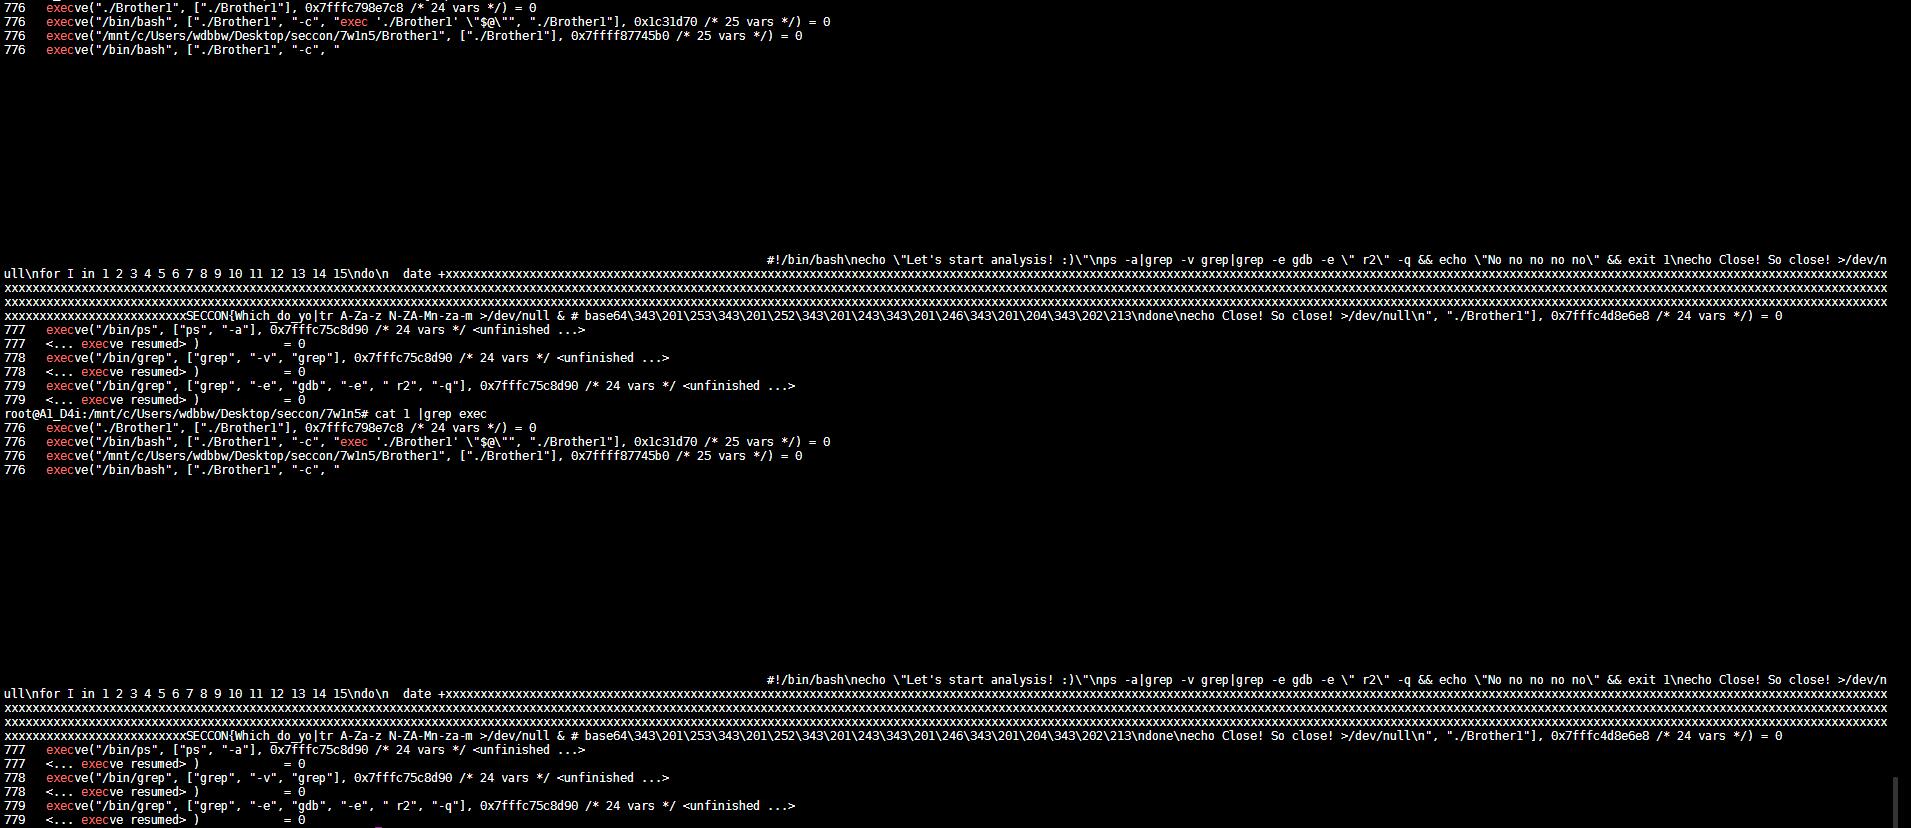 776   execve("./Brother1", ["./Brother1"], 0x7fffc798e7c8 /* 24 vars */) = 0
776   execve("/bin/bash", ["./Brother1", "-c", "exec './Brother1' \"$@\"", "./Brother1"], 0x1c31d70 /* 25 vars */) = 0
776   execve("/mnt/c/Users/wdbbw/Desktop/seccon/7w1n5/Brother1", ["./Brother1"], 0x7ffff87745b0 /* 25 vars */) = 0
776   execve("/bin/bash", ["./Brother1", "-c", "
#!/bin/bash\necho \"Let's start analysis! :)\"\nps -a|grep -v grep|grep -e gdb -e \" r2\" -q && echo \"No no no no no\" && exit 1\necho Close! So close! >/dev/n
ull\nfor I in 1 2 3 4 5 6 7 8 9 10 11 12 13 14 15\ndo\n  date +xxxxxxxxxxxxxxxxxxxxxxxxxxxxxxxxxxxxxxxxxxxxxxxxxxxxxxxxxxxxxxxxxxxxxxxxxxxxxxxxxxxxxxxxxxxxxxxxxxxxxxxxxxxxxxxxxxxxxxxxxxxxxxxxxxxxxxxxxxxxxxxxxxxxxxxxxxxxxxxxxxxxxxxxxxxxxxxxxxxxxxxxxxxxxxxxxxxxxxxxxxxxxxxx
xxxxxxxxxxxxxxxxxxxxxxxxxxxxxxxxxxxxxxxxxxxxxxxxxxxxxxxxxxxxxxxxxxxxxxxxxxxxxxxxxxxxxxxxxxxxxxxxxxxxxxxxxxxxxxxxxxxxxxxxxxxxxxxxxxxxxxxxxxxxxxxxxxxxxxxxxxxxxxxxxxxxxxxxxxxxxxxxxxxxxxxxxxxxxxxxxxxxxxxxxxxxxxxxxxxxxxxxxxxxxxxxxxxxxxxxxxxxxxxxxxxxxxxxxxxxx
xxxxxxxxxxxxxxxxxxxxxxxxxxxxxxxxxxxxxxxxxxxxxxxxxxxxxxxxxxxxxxxxxxxxxxxxxxxxxxxxxxxxxxxxxxxxxxxxxxxxxxxxxxxxxxxxxxxxxxxxxxxxxxxxxxxxxxxxxxxxxxxxxxxxxxxxxxxxxxxxxxxxxxxxxxxxxxxxxxxxxxxxxxxxxxxxxxxxxxxxxxxxxxxxxxxxxxxxxxxxxxxxxxxxxxxxxxxxxxxxxxxxxxxxxxxxx
xxxxxxxxxxxxxxxxxxxxxxxxxxSECCON{Which_do_yo|tr A-Za-z N-ZA-Mn-za-m >/dev/null & # base64\343\201\253\343\201\252\343\201\243\343\201\246\343\201\204\343\202\213\ndone\necho Close! So close! >/dev/null\n", "./Brother1"], 0x7fffc4d8e6e8 /* 24 vars */) = 0
777   execve("/bin/ps", ["ps", "-a"], 0x7fffc75c8d90 /* 24 vars */ <unfinished ...>
777   <... execve resumed> )            = 0
778   execve("/bin/grep", ["grep", "-v", "grep"], 0x7fffc75c8d90 /* 24 vars */ <unfinished ...>
778   <... execve resumed> )            = 0
779   execve("/bin/grep", ["grep", "-e", "gdb", "-e", " r2", "-q"], 0x7fffc75c8d90 /* 24 vars */ <unfinished ...>
779   <... execve resumed> )            = 0
root@A1_D4i:/mnt/c/Users/wdbbw/Desktop/seccon/7w1n5# cat 1 |grep exec
776   execve("./Brother1", ["./Brother1"], 0x7fffc798e7c8 /* 24 vars */) = 0
776   execve("/bin/bash", ["./Brother1", "-c", "exec './Brother1' \"$@\"", "./Brother1"], 0x1c31d70 /* 25 vars */) = 0
776   execve("/mnt/c/Users/wdbbw/Desktop/seccon/7w1n5/Brother1", ["./Brother1"], 0x7ffff87745b0 /* 25 vars */) = 0
776   execve("/bin/bash", ["./Brother1", "-c", "
#!/bin/bash\necho \"Let's start analysis! :)\"\nps -a|grep -v grep|grep -e gdb -e \" r2\" -q && echo \"No no no no no\" && exit 1\necho Close! So close! >/dev/n
ull\nfor I in 1 2 3 4 5 6 7 8 9 10 11 12 13 14 15\ndo\n  date +xxxxxxxxxxxxxxxxxxxxxxxxxxxxxxxxxxxxxxxxxxxxxxxxxxxxxxxxxxxxxxxxxxxxxxxxxxxxxxxxxxxxxxxxxxxxxxxxxxxxxxxxxxxxxxxxxxxxxxxxxxxxxxxxxxxxxxxxxxxxxxxxxxxxxxxxxxxxxxxxxxxxxxxxxxxxxxxxxxxxxxxxxxxxxxxxxxxxxxxxxxxxxxxx
xxxxxxxxxxxxxxxxxxxxxxxxxxxxxxxxxxxxxxxxxxxxxxxxxxxxxxxxxxxxxxxxxxxxxxxxxxxxxxxxxxxxxxxxxxxxxxxxxxxxxxxxxxxxxxxxxxxxxxxxxxxxxxxxxxxxxxxxxxxxxxxxxxxxxxxxxxxxxxxxxxxxxxxxxxxxxxxxxxxxxxxxxxxxxxxxxxxxxxxxxxxxxxxxxxxxxxxxxxxxxxxxxxxxxxxxxxxxxxxxxxxxxxxxxxxxx
xxxxxxxxxxxxxxxxxxxxxxxxxxxxxxxxxxxxxxxxxxxxxxxxxxxxxxxxxxxxxxxxxxxxxxxxxxxxxxxxxxxxxxxxxxxxxxxxxxxxxxxxxxxxxxxxxxxxxxxxxxxxxxxxxxxxxxxxxxxxxxxxxxxxxxxxxxxxxxxxxxxxxxxxxxxxxxxxxxxxxxxxxxxxxxxxxxxxxxxxxxxxxxxxxxxxxxxxxxxxxxxxxxxxxxxxxxxxxxxxxxxxxxxxxxxxx
xxxxxxxxxxxxxxxxxxxxxxxxxxSECCON{Which_do_yo|tr A-Za-z N-ZA-Mn-za-m >/dev/null & # base64\343\201\253\343\201\252\343\201\243\343\201\246\343\201\204\343\202\213\ndone\necho Close! So close! >/dev/null\n", "./Brother1"], 0x7fffc4d8e6e8 /* 24 vars */) = 0
777   execve("/bin/ps", ["ps", "-a"], 0x7fffc75c8d90 /* 24 vars */ <unfinished ...>
777   <... execve resumed> )            = 0
778   execve("/bin/grep", ["grep", "-v", "grep"], 0x7fffc75c8d90 /* 24 vars */ <unfinished ...>
778   <... execve resumed> )            = 0
779   execve("/bin/grep", ["grep", "-e", "gdb", "-e", " r2", "-q"], 0x7fffc75c8d90 /* 24 vars */ <unfinished ...>
779   <... execve resumed> )            = 0